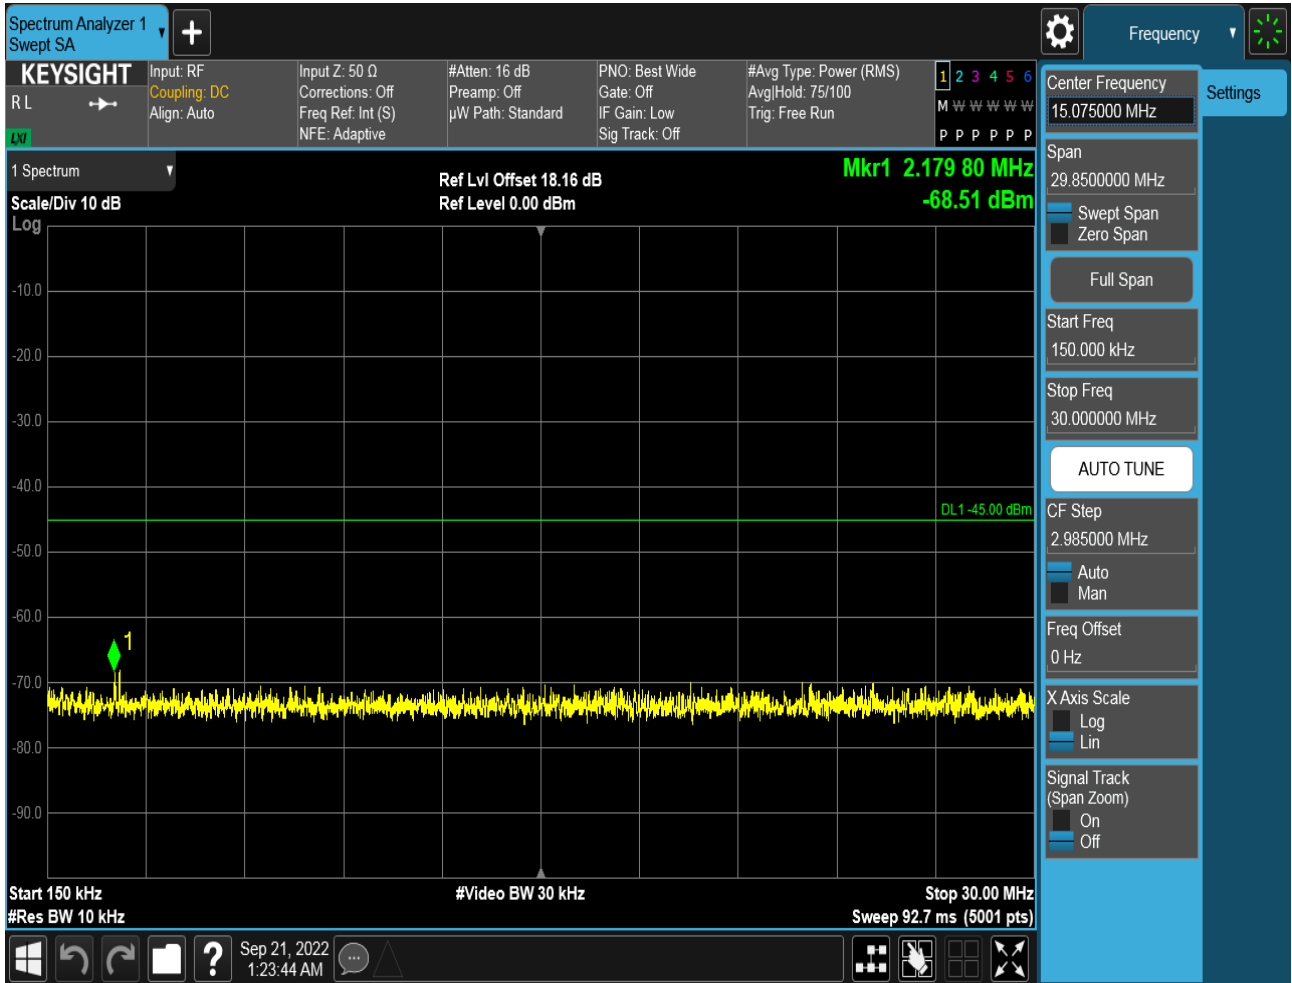 Spectrum Analyzer 1
Swept SA
Frequency
KEYSIGHT
R L
LXI
Input: RF
Coupling: DC
Align: Auto
Input Z: 50 Ω
Corrections: Off
Freq Ref: Int (S)
NFE: Adaptive
#Atten: 16 dB
Preamp: Off
µW Path: Standard
PNO: Best Wide
Gate: Off
IF Gain: Low
Sig Track: Off
#Avg Type: Power (RMS)
Avg|Hold: 75/100
Trig: Free Run
1 2 3 4 5 6
M W W W W W
P P P P P P
1 Spectrum
Scale/Div 10 dB
Log
Ref Lvl Offset 18.16 dB
Ref Level 0.00 dBm
Mkr1 2.179 80 MHz
-68.51 dBm
-10.0
-20.0
-30.0
-40.0
DL1 -45.00 dBm
-50.0
-60.0
1
-70.0
-80.0
-90.0
Start 150 kHz
#Res BW 10 kHz
#Video BW 30 kHz
Stop 30.00 MHz
Sweep 92.7 ms (5001 pts)
Sep 21, 2022
1:23:44 AM
Center Frequency
15.075000 MHz
Settings
Span
29.8500000 MHz
Swept Span
Zero Span
Full Span
Start Freq
150.000 kHz
Stop Freq
30.000000 MHz
AUTO TUNE
CF Step
2.985000 MHz
Auto
Man
Freq Offset
0 Hz
X Axis Scale
Log
Lin
Signal Track
(Span Zoom)
On
Off